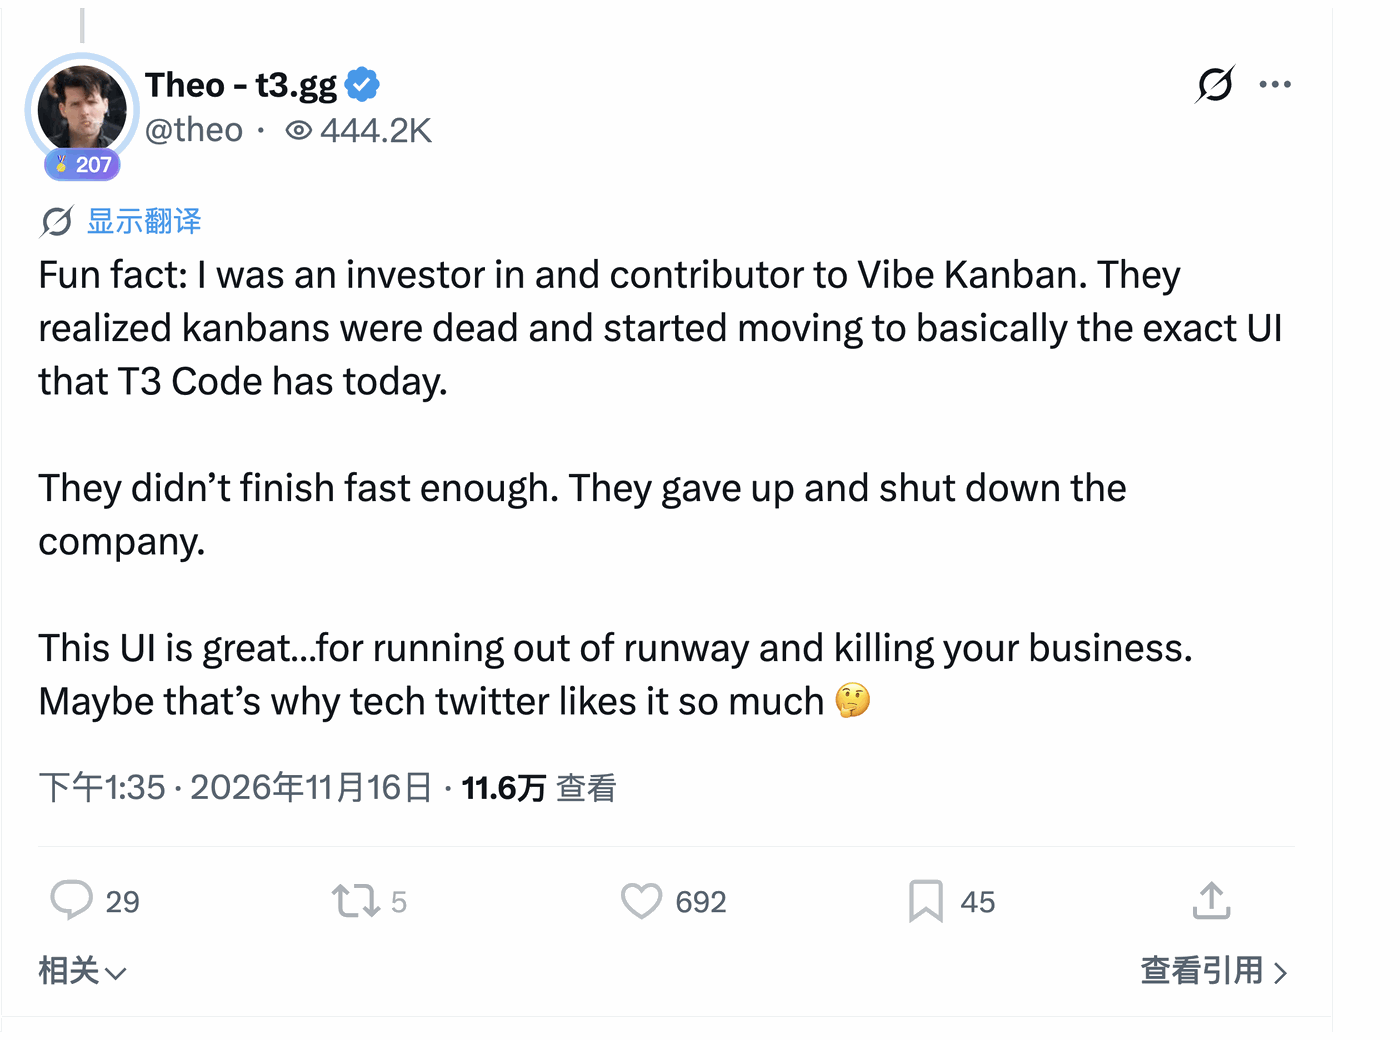 Theo - t3.gg
@theo · 444.2K
207
显示翻译
Fun fact: I was an investor in and contributor to Vibe Kanban. They
realized kanbans were dead and started moving to basically the exact UI
that T3 Code has today.
They didn’t finish fast enough. They gave up and shut down the
company.
This UI is great...for running out of runway and killing your business.
Maybe that’s why tech twitter likes it so much 🤔
下午1:35 · 2026年11月16日 · 11.6万 查看
29 5 692 45
相关 查看引用